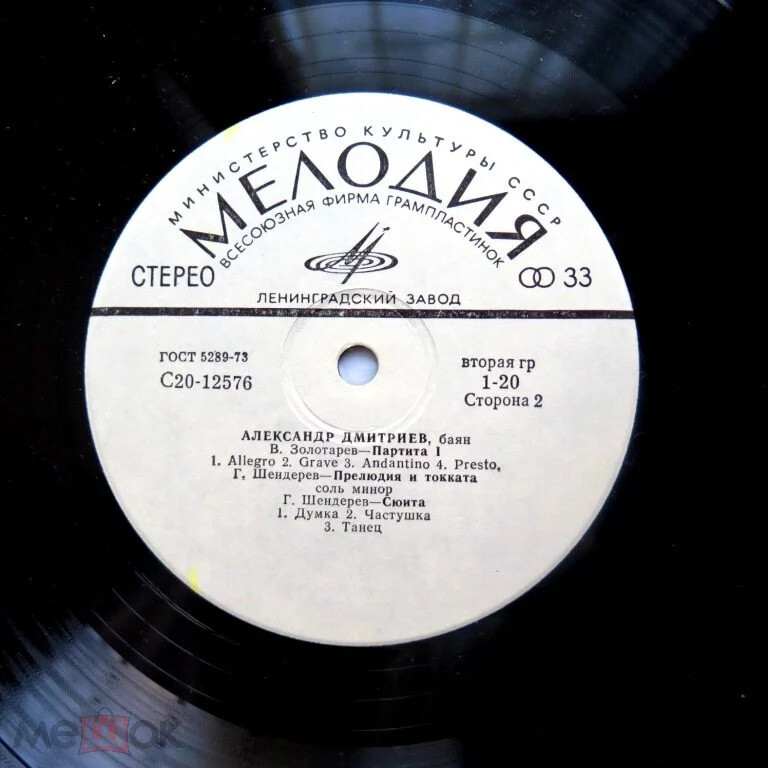 МИНИСТЕРСТВО КУЛЬТУРЫ СССР
МЕЛОДИЯ
ВСЕСОЮЗНАЯ ФИРМА ГРАМПЛАСТИНОК
СТЕРЕО
33
ЛЕНИНГРАДСКИЙ ЗАВОД
ГОСТ 5289-73
С20-12576
вторая гр
1-20
Сторона 2
АЛЕКСАНДР ДМИТРИЕВ, баян
В. Золотарев—Партита I
1. Allegro 2. Grave 3. Andantino 4. Presto,
Г. Шендерев—Прелюдия и токката
соль минор
Г. Шендерев—Сюита
1. Думка 2. Частушка
3. Танец
мешок